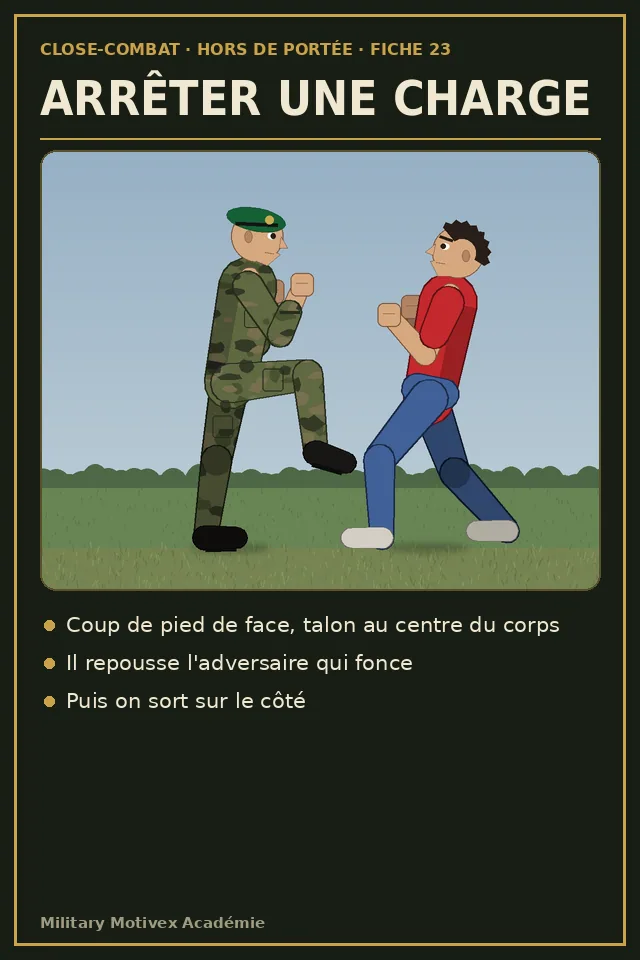 CLOSE-COMBAT · HORS DE PORTÉE · FICHE 23
ARRÊTER UNE CHARGE
Coup de pied de face, talon au centre du corps
Il repousse l'adversaire qui fonce
Puis on sort sur le côté
Military Motivex Académie